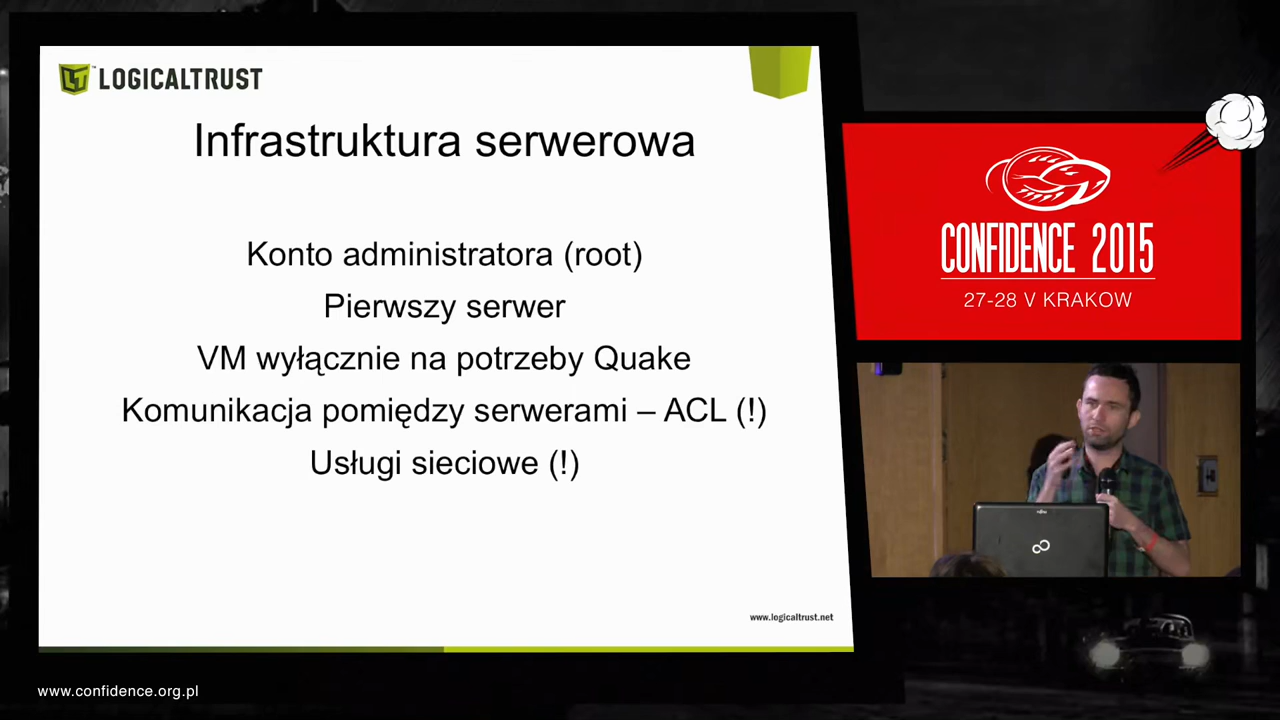 LOGICALTRUST
Infrastruktura serwerowa
Konto administratora (root)
Pierwszy serwer
VM wyłącznie na potrzeby Quake
Komunikacja pomiędzy serwerami – ACL (!)
Usługi sieciowe (!)
www.logicaltrust.net
CONFIDENCE 2015
27-28 V KRAKOW
www.confidence.org.pl